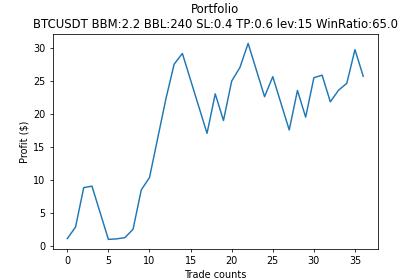 Portfolio
BTCUSDT BBM:2.2 BBL:240 SL:0.4 TP:0.6 lev:15 WinRatio:65.0
30
25
20
15
10
5
0
Profit ($)
0 5 10 15 20 25 30 35
Trade counts